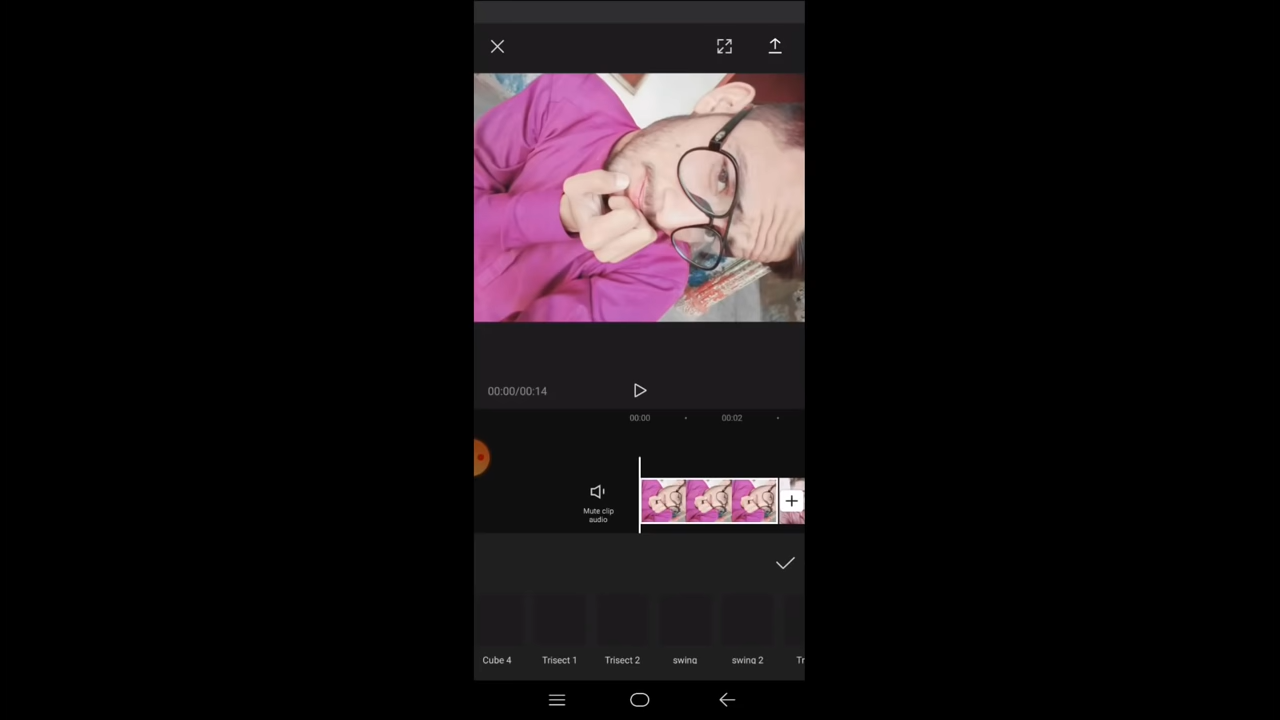 00:00/00:14
00:00
00:02
Mute clip
audio
Cube 4
Trisect 1
Trisect 2
swing
swing 2
Tr